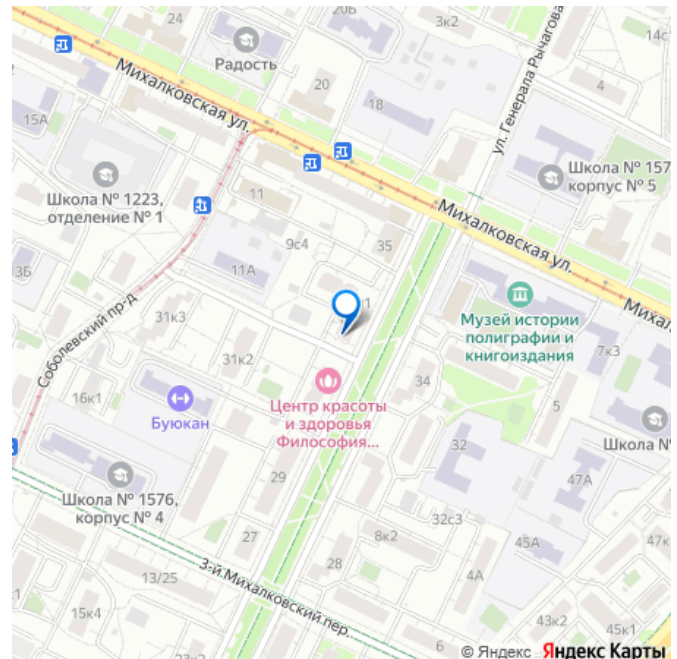 24
20Б
3к2
14с
Радость
ул. Генерала Рычагова
Михалковская ул.
20
18
4
15А
Школа № 1223,
отделение № 1
Школа № 157
корпус № 5
11
9с4
35
Михалковская ул.
3Б
11А
Соболевский пр-д
31к3
Музей истории
полиграфии и
книгоиздания
Михал
7к3
31к2
34
16к1
Буюкан
Центр красоты
и здоровья
Философия...
5
32
Школа №
29
47А
Школа № 1576,
корпус № 4
32с3
27
8к2
45А
47к
3-й Михалковский пер.
13/25
28
4А
15к4
43к2
45к1
6
© Яндекс Яндекс Карты